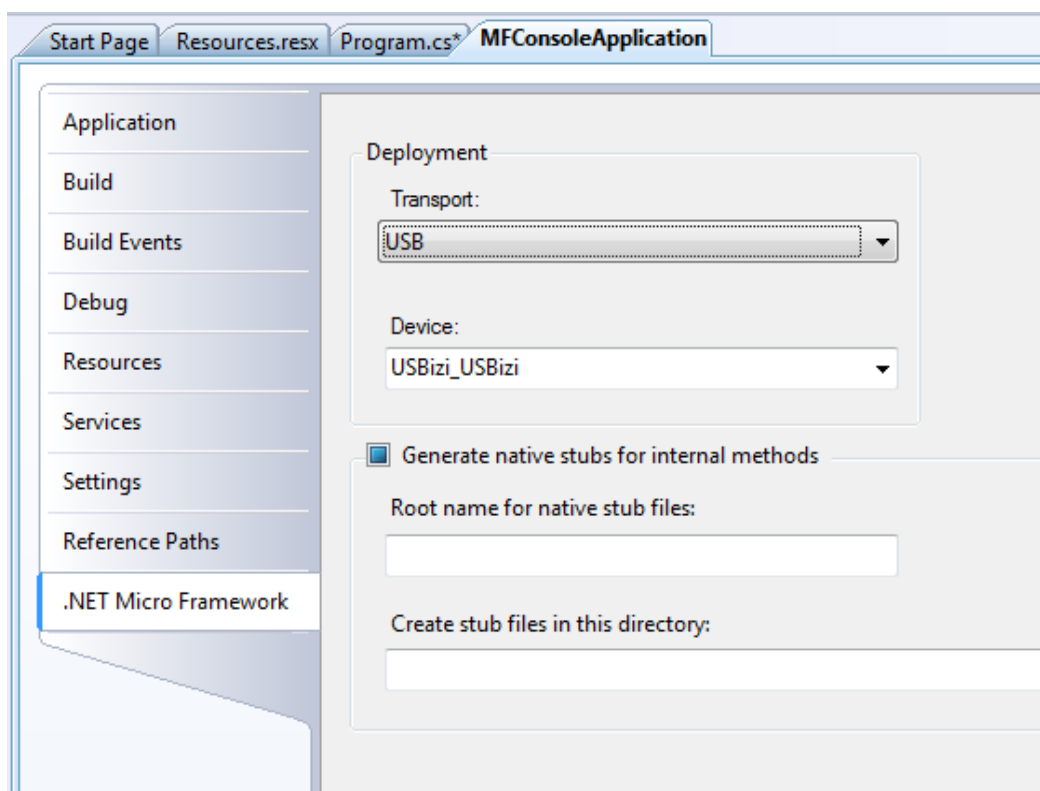 Start Page Resources.resx Program.cs* MFConsoleApplication
Application
Build
Build Events
Debug
Resources
Services
Settings
Reference Paths
.NET Micro Framework
Deployment
Transport:
USB
Device:
USBizi_USBizi
Generate native stubs for internal methods
Root name for native stub files:
Create stub files in this directory: